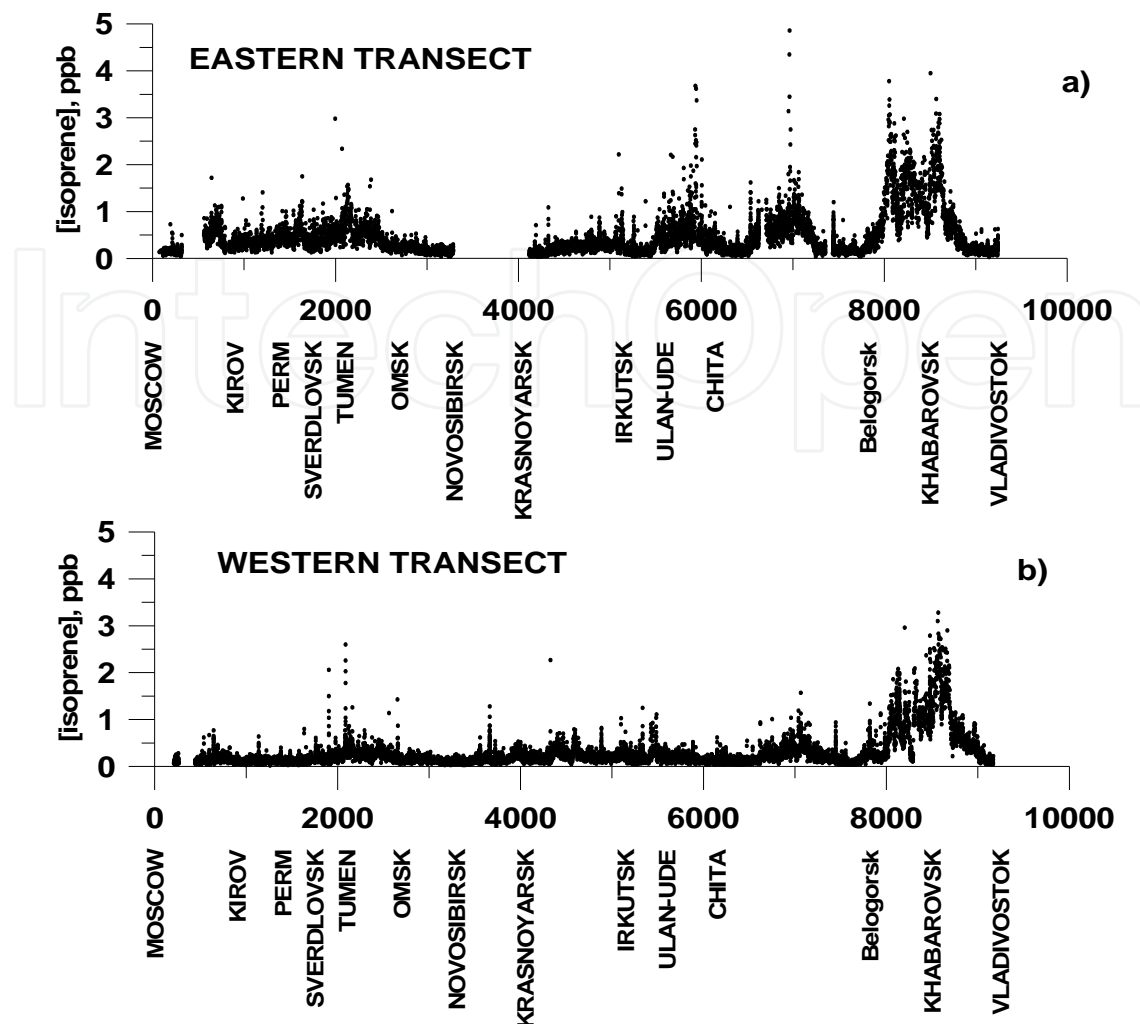 EASTERN TRANSECT
a)
[isoprene], ppb
5
4
3
2
1
0
0 2000 4000 6000 8000 10000
MOSCOW
KIROV
PERM
SVERDLOVSK
TUMEN
OMSK
NOVOSIBIRSK
KRASNOYARSK
IRKUTSK
ULAN-UDE
CHITA
Belogorsk
KHABAROVSK
VLADIVOSTOK
IntechOpen
WESTERN TRANSECT
b)
[isoprene], ppb
5
4
3
2
1
0
0 2000 4000 6000 8000 10000
MOSCOW
KIROV
PERM
SVERDLOVSK
TUMEN
OMSK
NOVOSIBIRSK
KRASNOYARSK
IRKUTSK
ULAN-UDE
CHITA
Belogorsk
KHABAROVSK
VLADIVOSTOK